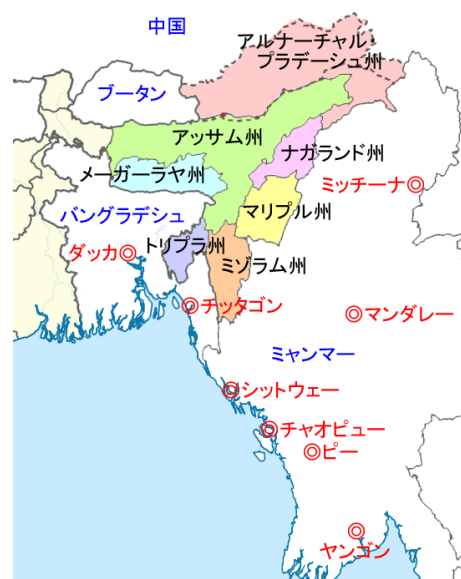 中国
アルナーチャル
プラデーシュ州
ブータン
アッサム州
ナガランド州
メーガーラヤ州
ミッチーナ
バングラデシュ
マリプル州
ダッカ
トリプラ州
ミゾラム州
チッタゴン
マンダレー
ミャンマー
シットウェー
チャオピュー
ピー
ヤンゴン